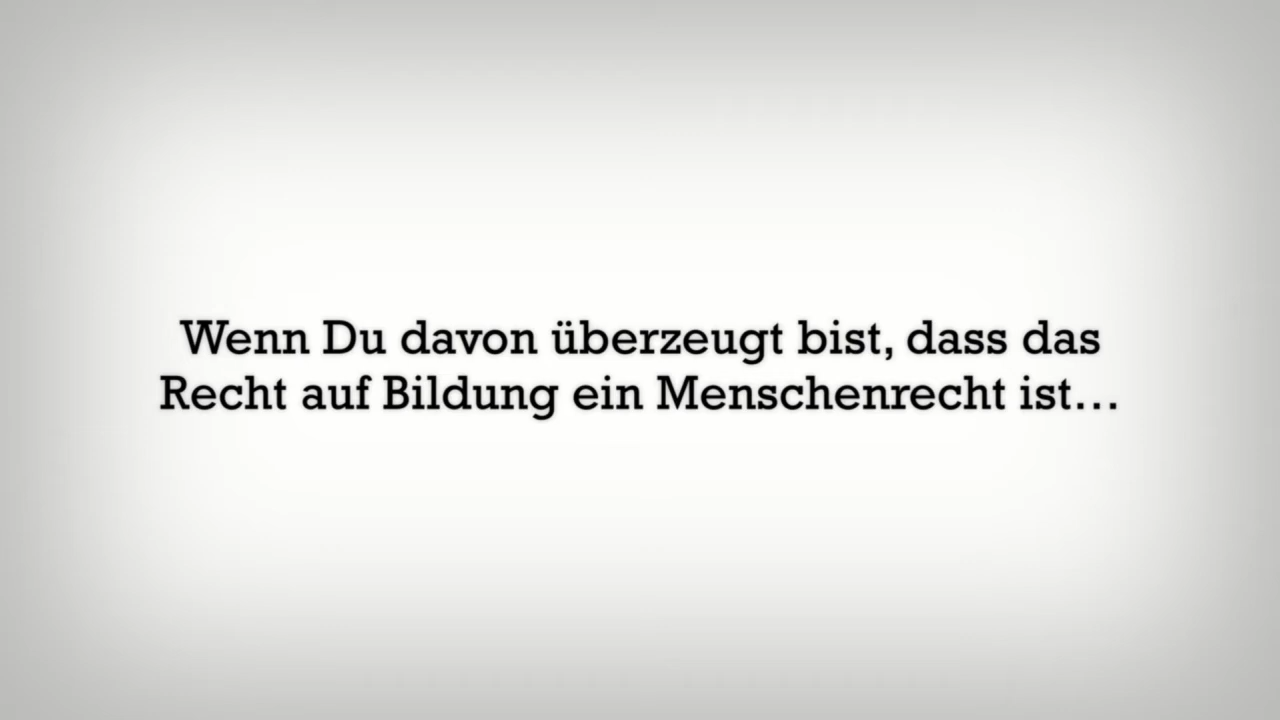 Wenn Du davon überzeugt bist, dass das
Recht auf Bildung ein Menschenrecht ist...